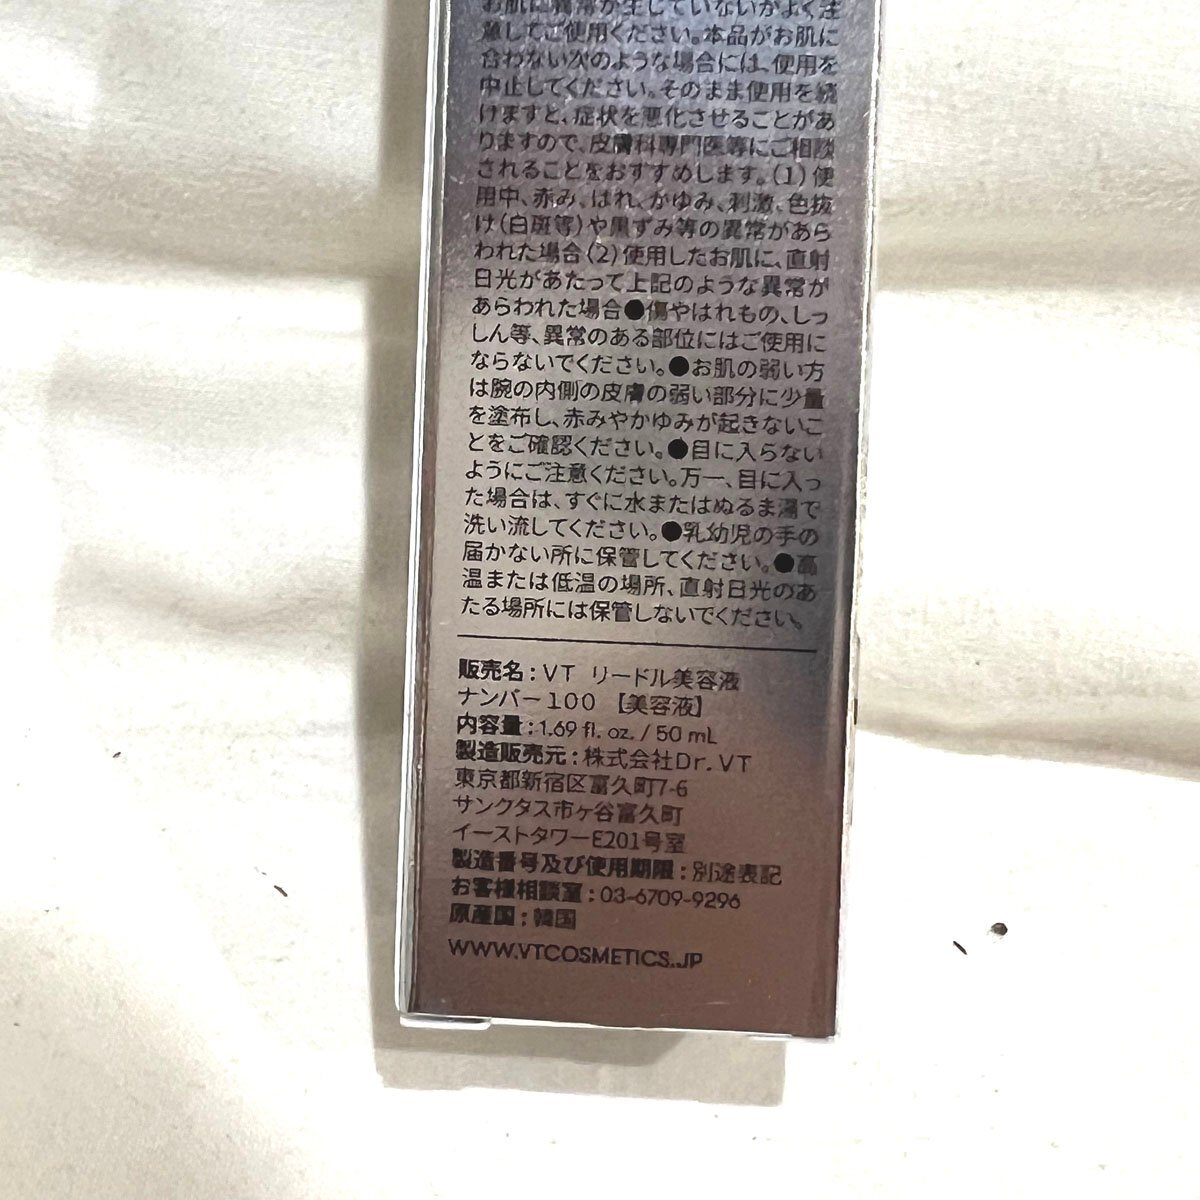 お肌に異常が生じていないかよく注
意してご使用ください。本品がお肌に
合わない次のような場合には、使用を
中止してください。そのまま使用を続
けますと、症状を悪化させることがあ
りますので、皮膚科専門医等にご相談
されることをおすすめします。(1)使
用中、赤み、はれ、かゆみ、刺激、色抜
け(白斑等)や黒ずみ等の異常があら
われた場合(2)使用したお肌に、直射
日光があたって上記のような異常が
あらわれた場合●傷やはれもの、しっ
しん等、異常のある部位にはご使用に
ならないでください。●お肌の弱い方
は腕の内側の皮膚の弱い部分に少量
を塗布し、赤みやかゆみが起きないこ
とをご確認ください。●目に入らない
ようにご注意ください。万一、目に入っ
た場合は、すぐに水またはぬるま湯で
洗い流してください。●乳幼児の手の
届かない所に保管してください。●高
温または低温の場所、直射日光のあ
たる場所には保管しないでください。
販売名:VT リードル美容液
ナンバー100 【美容液】
内容量:1.69 fl. oz. / 50 mL
製造販売元:株式会社Dr. VT
東京都新宿区富久町7-6
サンクタス市ヶ谷富久町
イーストタワーE201号室
製造番号及び使用期限:別途表記
お客様相談室:03-6709-9296
原産国:韓国
WWW.VTCOSMETICS.JP